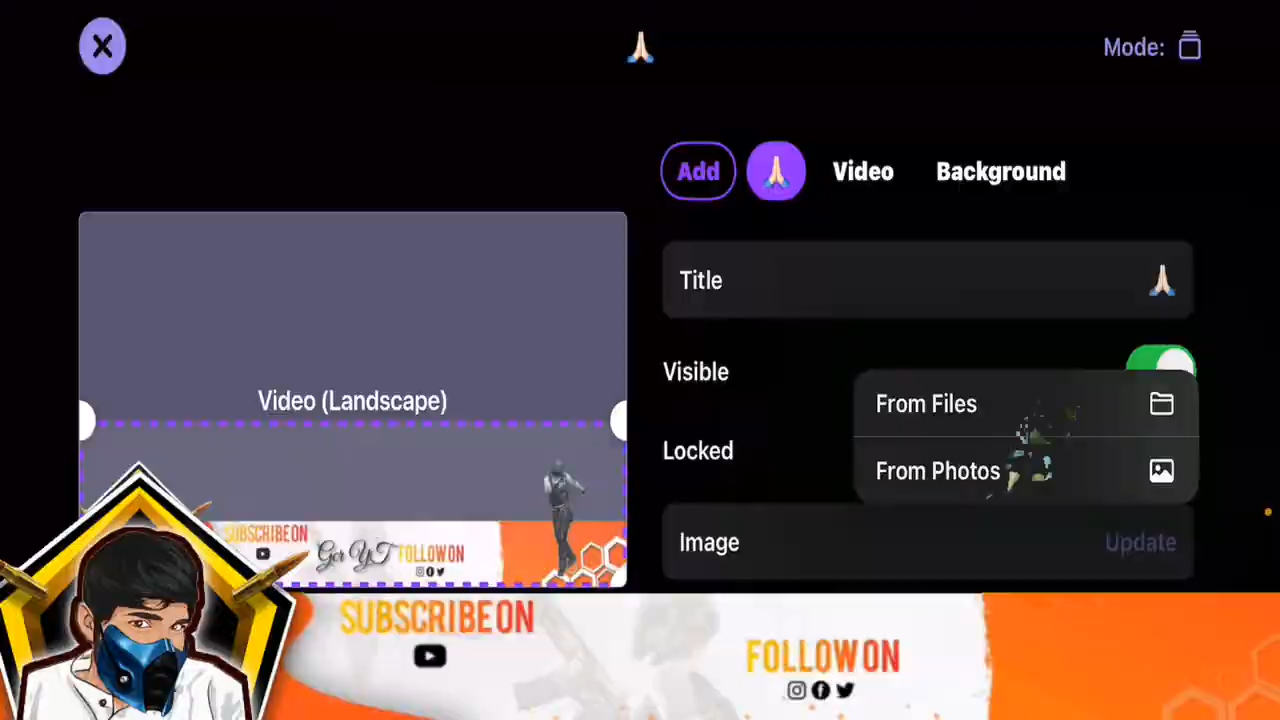 Mode:
Add
Video
Background
Title
Visible
From Files
Video (Landscape)
Locked
From Photos
SUBSCRIBE ON
Gcr YT
FOLLOW ON
Image
Update
SUBSCRIBE ON
FOLLOW ON